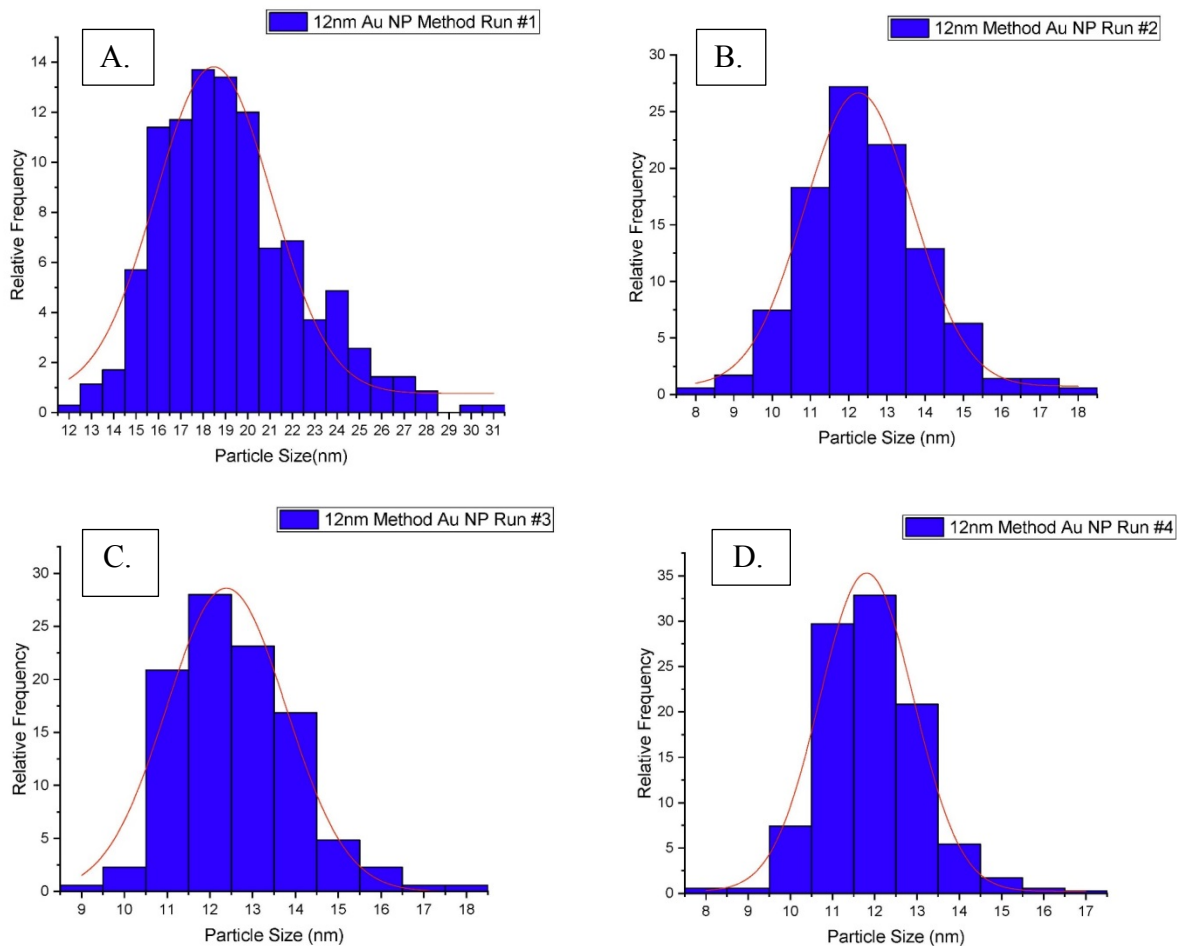 12nm Au NP Method Run #1
A.
14
12
10
8
6
4
2
0
Relative Frequency
12 13 14 15 16 17 18 19 20 21 22 23 24 25 26 27 28 30 31
Particle Size(nm)
12nm Method Au NP Run #2
B.
30
25
20
15
10
5
0
Relative Frequency
8 9 10 11 12 13 14 15 16 17 18
Particle Size (nm)
12nm Method Au NP Run #3
C.
30
25
20
15
10
5
0
Relative Frequency
9 10 11 12 13 14 15 16 17 18
Particle Size (nm)
12nm Method Au NP Run #4
D.
35
30
25
20
15
10
5
0
Relative Frequency
8 9 10 11 12 13 14 15 16 17
Particle Size (nm)